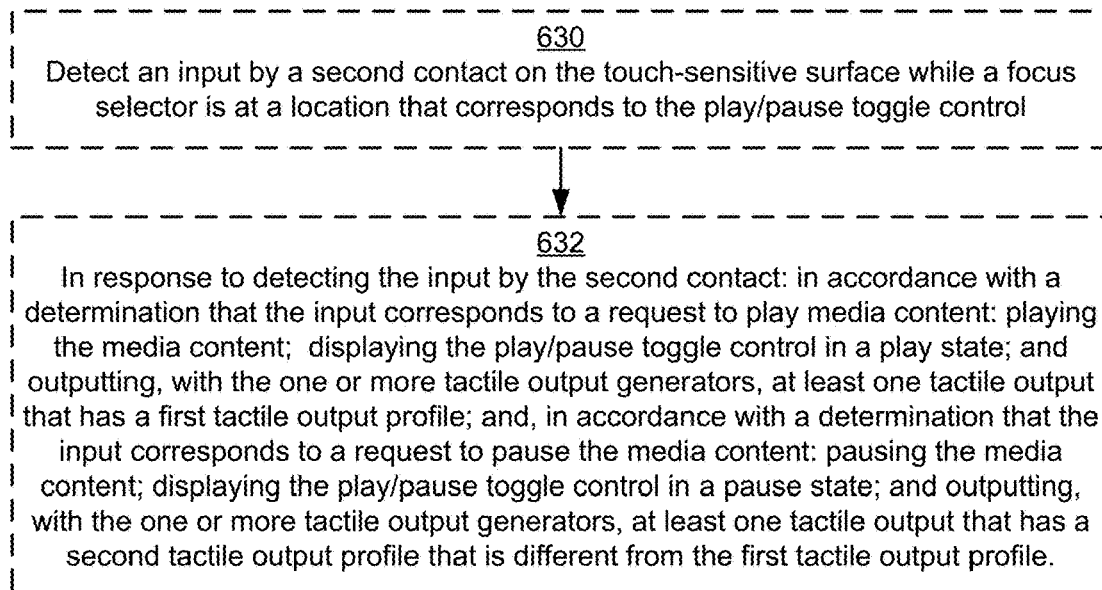 630
Detect an input by a second contact on the touch-sensitive surface while a focus
selector is at a location that corresponds to the play/pause toggle control
632
In response to detecting the input by the second contact: in accordance with a
determination that the input corresponds to a request to play media content: playing
the media content; displaying the play/pause toggle control in a play state; and
outputting, with the one or more tactile output generators, at least one tactile output
that has a first tactile output profile; and, in accordance with a determination that the
input corresponds to a request to pause the media content: pausing the media
content; displaying the play/pause toggle control in a pause state; and outputting,
with the one or more tactile output generators, at least one tactile output that has a
second tactile output profile that is different from the first tactile output profile.